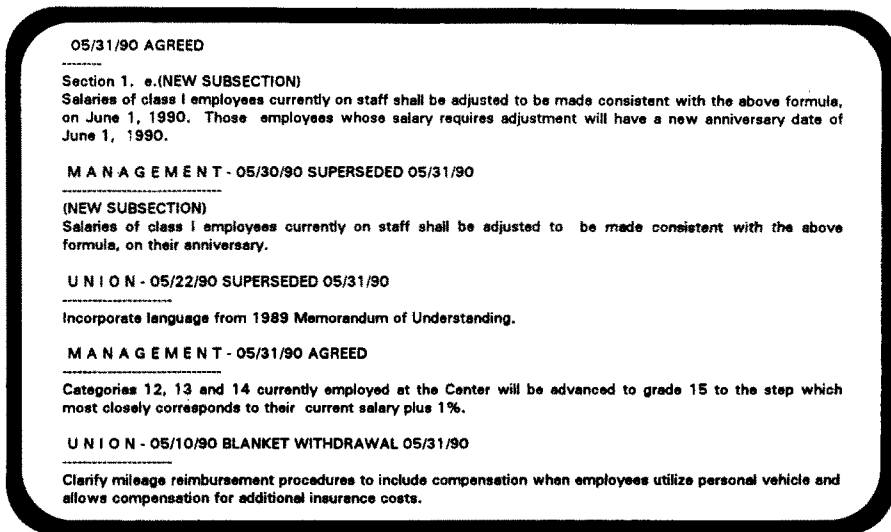 05/31/90 AGREED
--------
Section 1. e.(NEW SUBSECTION)
Salaries of class I employees currently on staff shall be adjusted to be made consistent with the above formula,
on June 1, 1990. Those employees whose salary requires adjustment will have a new anniversary date of
June 1, 1990.
M A N A G E M E N T - 05/30/90 SUPERSEDED 05/31/90
--------------------------------
(NEW SUBSECTION)
Salaries of class I employees currently on staff shall be adjusted to be made consistent with the above
formula, on their anniversary.
U N I O N - 05/22/90 SUPERSEDED 05/31/90
----------------------
Incorporate language from 1989 Memorandum of Understanding.
M A N A G E M E N T - 05/31/90 AGREED
--------------------------------
Categories 12, 13 and 14 currently employed at the Center will be advanced to grade 15 to the step which
most closely corresponds to their current salary plus 1%.
U N I O N - 05/10/90 BLANKET WITHDRAWAL 05/31/90
----------------------
Clarify mileage reimbursement procedures to include compensation when employees utilize personal vehicle and
allows compensation for additional insurance costs.